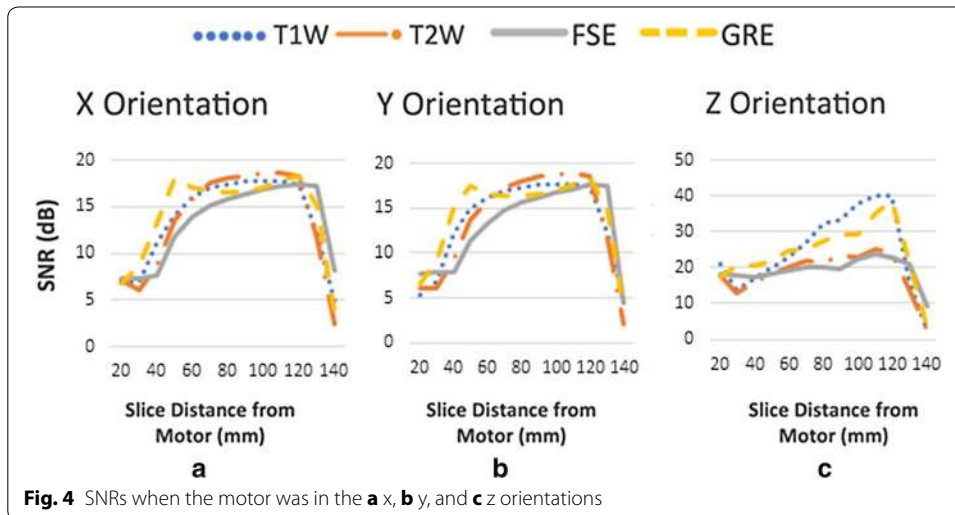 T1W T2W FSE GRE
X Orientation Y Orientation Z Orientation
SNR (dB)
20
15
10
5
0
20 40 60 80 100 120 140
Slice Distance from
Motor (mm)
a
20
15
10
5
0
20 40 60 80 100 120 140
Slice Distance from
Motor (mm)
b
50
40
30
20
10
0
20 40 60 80 100 120 140
Slice Distance from
Motor (mm)
c
Fig. 4 SNRs when the motor was in the a x, b y, and c z orientations